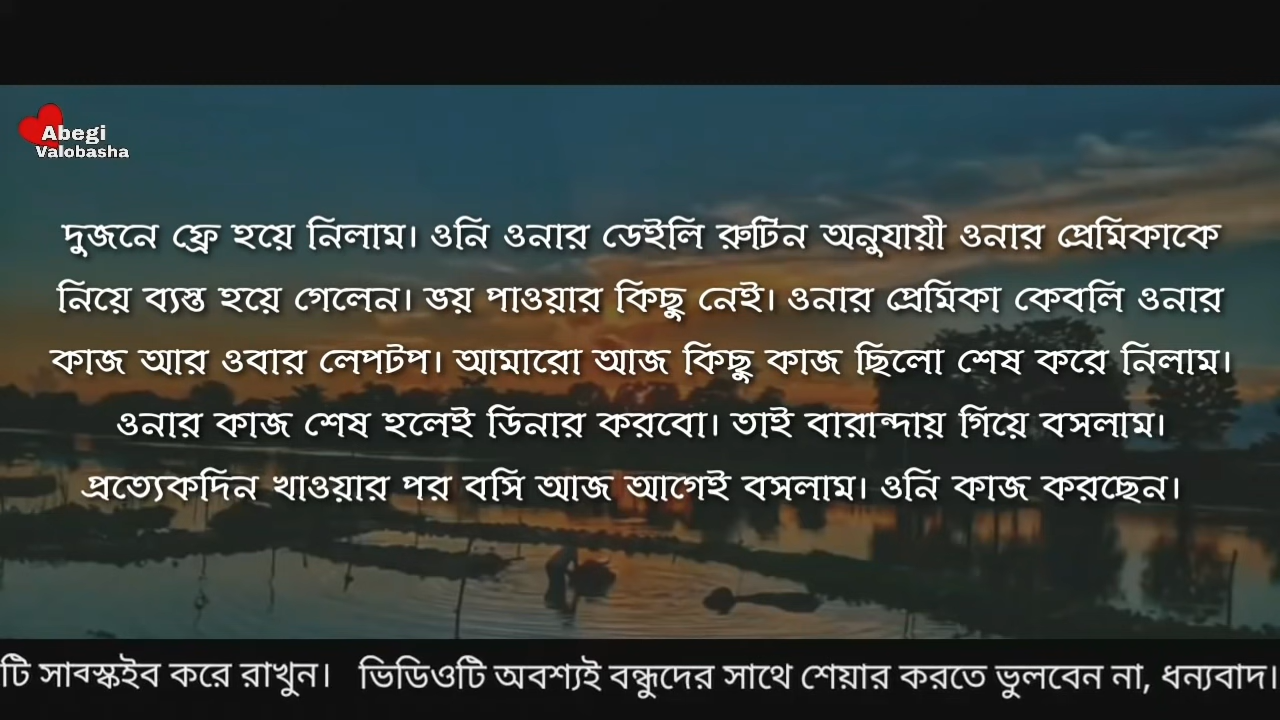 Abegi
Valobasha
দুজনে ফ্রে হয়ে নিলাম। ওনি ওনার ডেইলি রুটিন অনুযায়ী ওনার প্রেমিকাকে
নিয়ে ব্যস্ত হয়ে গেলেন। ভয় পাওয়ার কিছু নেই। ওনার প্রেমিকা কেবলি ওনার
কাজ আর ওবার লেপটপ। আমারো আজ কিছু কাজ ছিলো শেষ করে নিলাম।
ওনার কাজ শেষ হলেই ডিনার করবো। তাই বারান্দায় গিয়ে বসলাম।
প্রত্যেকদিন খাওয়ার পর বসি আজ আগেই বসলাম। ওনি কাজ করছেন।
টি সাবস্ক্রইব করে রাখুন। ভিডিওটি অবশ্যই বন্ধুদের সাথে শেয়ার করতে ভুলবেন না, ধন্যবাদ।